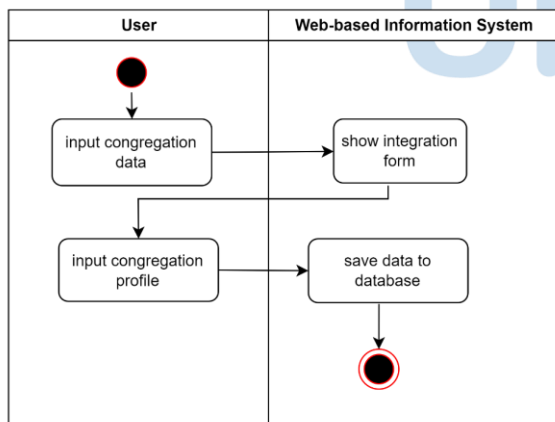 User
Web-based Information System
input congregation
data
show integration
form
input congregation
profile
save data to
database